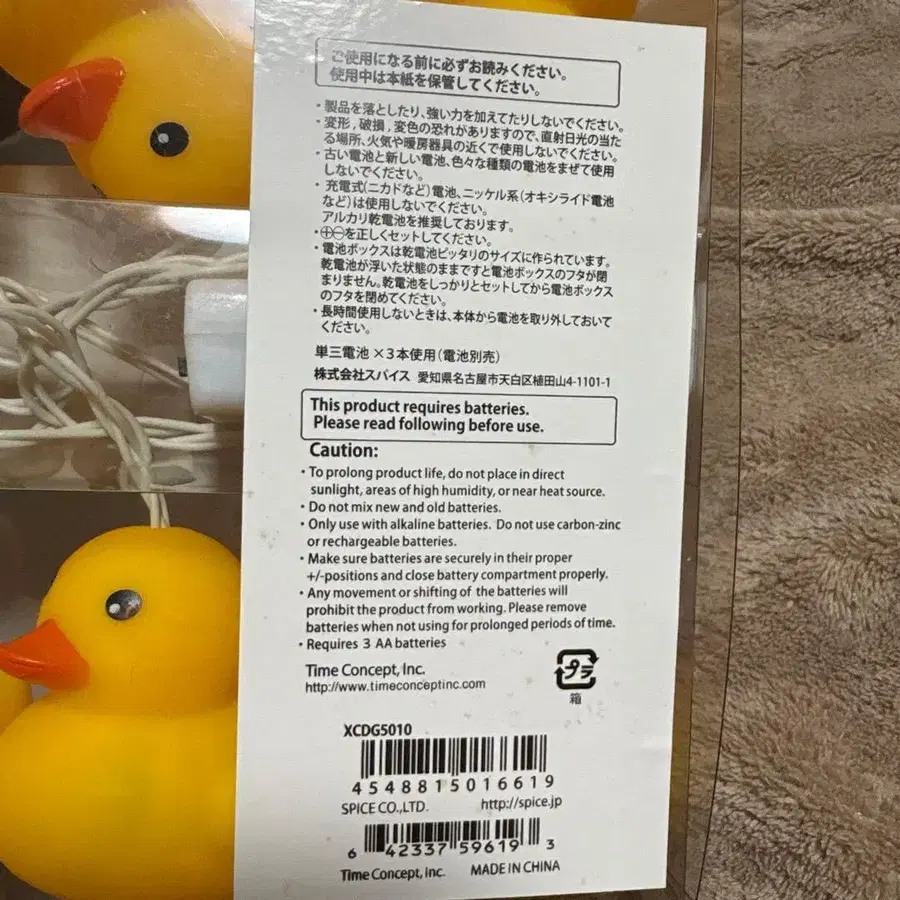 ご使用になる前に必ずお読みください。
使用中は本紙を保管してください。
・製品を落としたり、強い力を加えてたりしないでください。
・変形，破損，変色の恐れがありますので、直射日光の当た
る場所、火気や暖房器具の近くで使用しないでください。
・古い電池と新しい電池、色々な種類の電池をまぜて使用
しないでください。
・充電式(ニカドなど)電池、ニッケル系(オキシライド電池
など)は使用しないでください。
アルカリ乾電池を推奨しております。
・⊕⊖を正しくセットしてください。
・電池ボックスは乾電池ピッタリのサイズに作られています。
乾電池が浮いた状態のままですと電池ボックスのフタが閉
まりません。乾電池をしっかりとセットしてから電池ボックス
のフタを閉めてください。
・長時間使用しないときは、本体から電池を取り外しておいて
ください。
単三電池×3本使用(電池別売)
株式会社スパイス 愛知県名古屋市天白区植田山4-1101-1
This product requires batteries.
Please read following before use.
Caution:
・To prolong product life, do not place in direct
sunlight, areas of high humidity, or near heat source.
・Do not mix new and old batteries.
・Only use with alkaline batteries. Do not use carbon-zinc
or rechargeable batteries.
・Make sure batteries are securely in their proper
+/-positions and close battery compartment properly.
・Any movement or shifting of the batteries will
prohibit the product from working. Please remove
batteries when not using for prolonged periods of time.
・Requires 3 AA batteries
Time Concept, Inc.
http://www.timeconceptinc.com
プラ
箱
XCDG5010
4548815016619
SPICE CO.,LTD. http://spice.jp
6 42337 59619 3
Time Concept, Inc. MADE IN CHINA